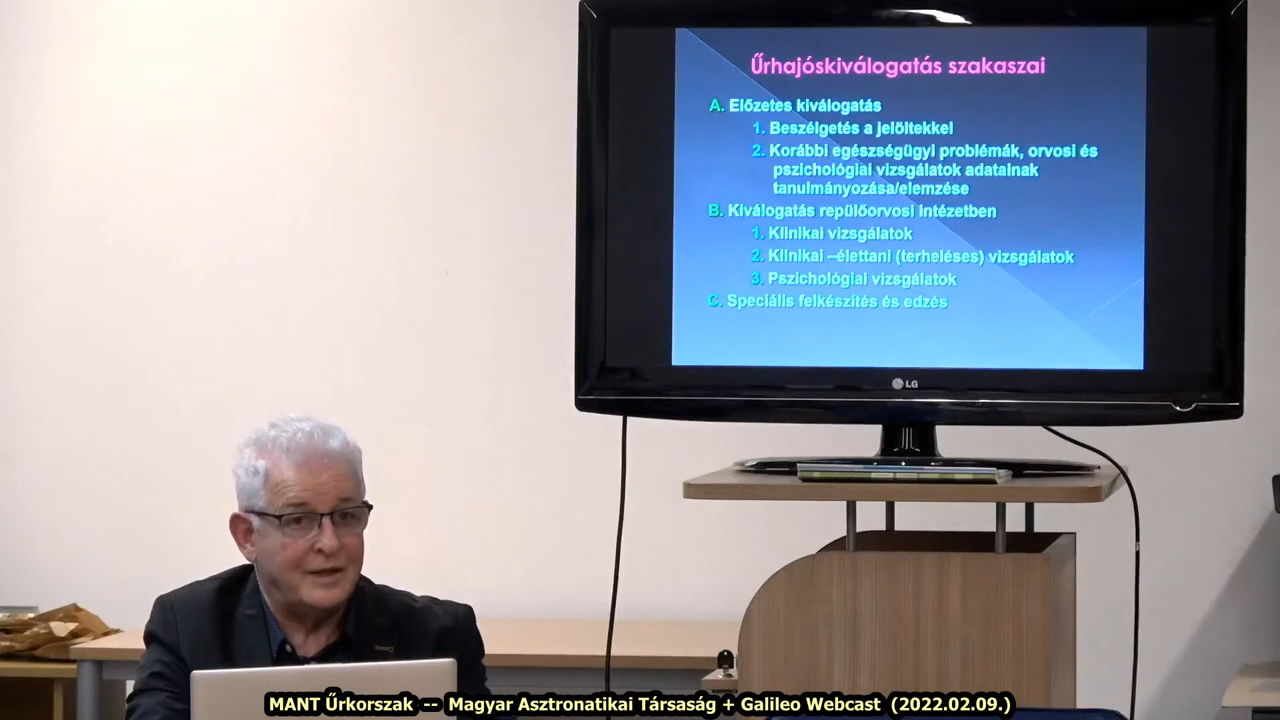 Űrhajóskiválogatás szakaszai
A. Előzetes kiválogatás
1. Beszélgetés a jelöltekkel
2. Korábbi egészségügyi problémák, orvosi és
pszichológiai vizsgálatok adatainak
tanulmányozása/elemzése
B. Kiválogatás repülőorvosi intézetben
1. Klinikai vizsgálatok
2. Klinikai –élettani (terheléses) vizsgálatok
3. Pszichológiai vizsgálatok
C. Speciális felkészítés és edzés
LG
MANT Űrkorszak -- Magyar Asztronatikai Társaság + Galileo Webcast (2022.02.09.)